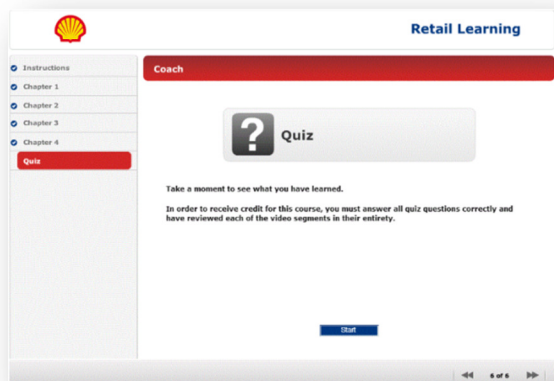 Retail Learning
Instructions
Chapter 1
Chapter 2
Chapter 3
Chapter 4
Quiz
Coach
? Quiz
Take a moment to see what you have learned.
In order to receive credit for this course, you must answer all quiz questions correctly and
have reviewed each of the video segments in their entirety.
Start
6 of 6